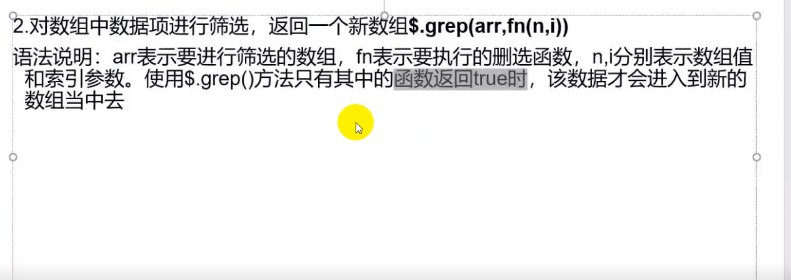 2.对数组中数据项进行筛选，返回一个新数组$.grep(arr,fn(n,i))
语法说明：arr表示要进行筛选的数组，fn表示要执行的删选函数，n,i分别表示数组值
和索引参数。使用$.grep()方法只有其中的函数返回true时，该数据才会进入到新的
数组当中去